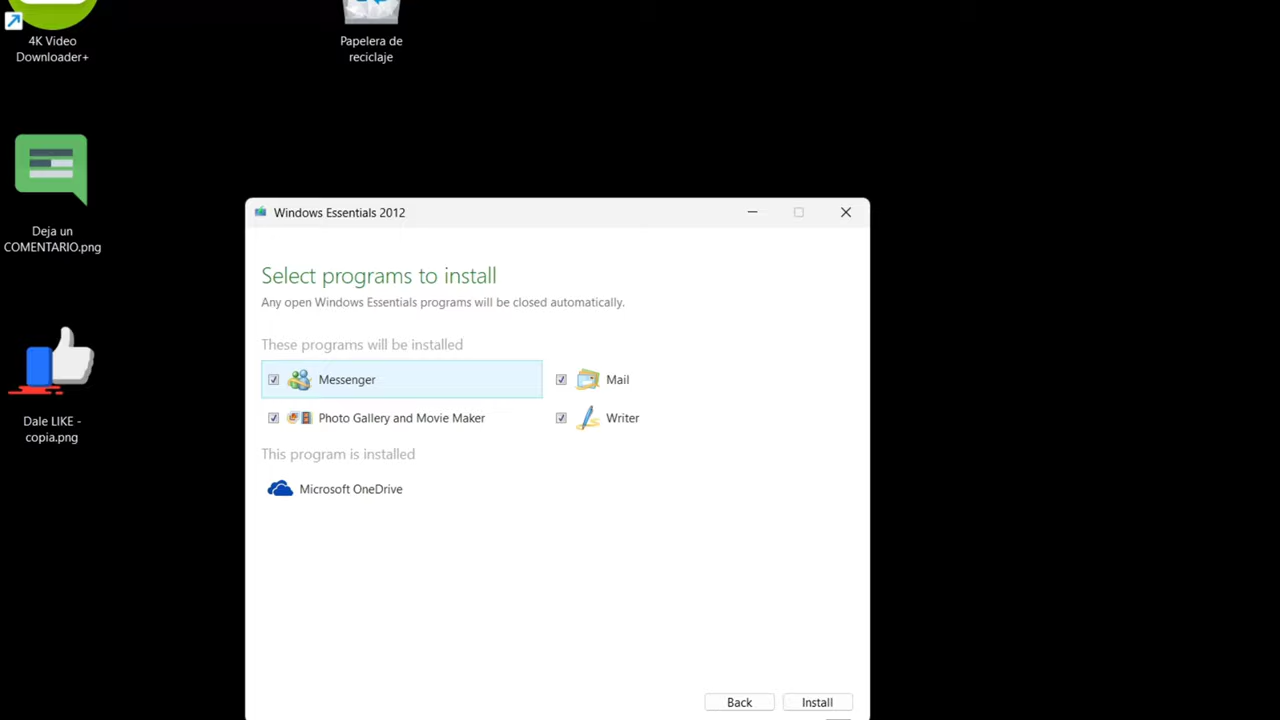 4K Video
Downloader+
Papelera de
reciclaje
Deja un
COMENTARIO.png
Dale LIKE -
copia.png
Windows Essentials 2012
Select programs to install
Any open Windows Essentials programs will be closed automatically.
These programs will be installed
Messenger
Mail
Photo Gallery and Movie Maker
Writer
This program is installed
Microsoft OneDrive
Back
Install